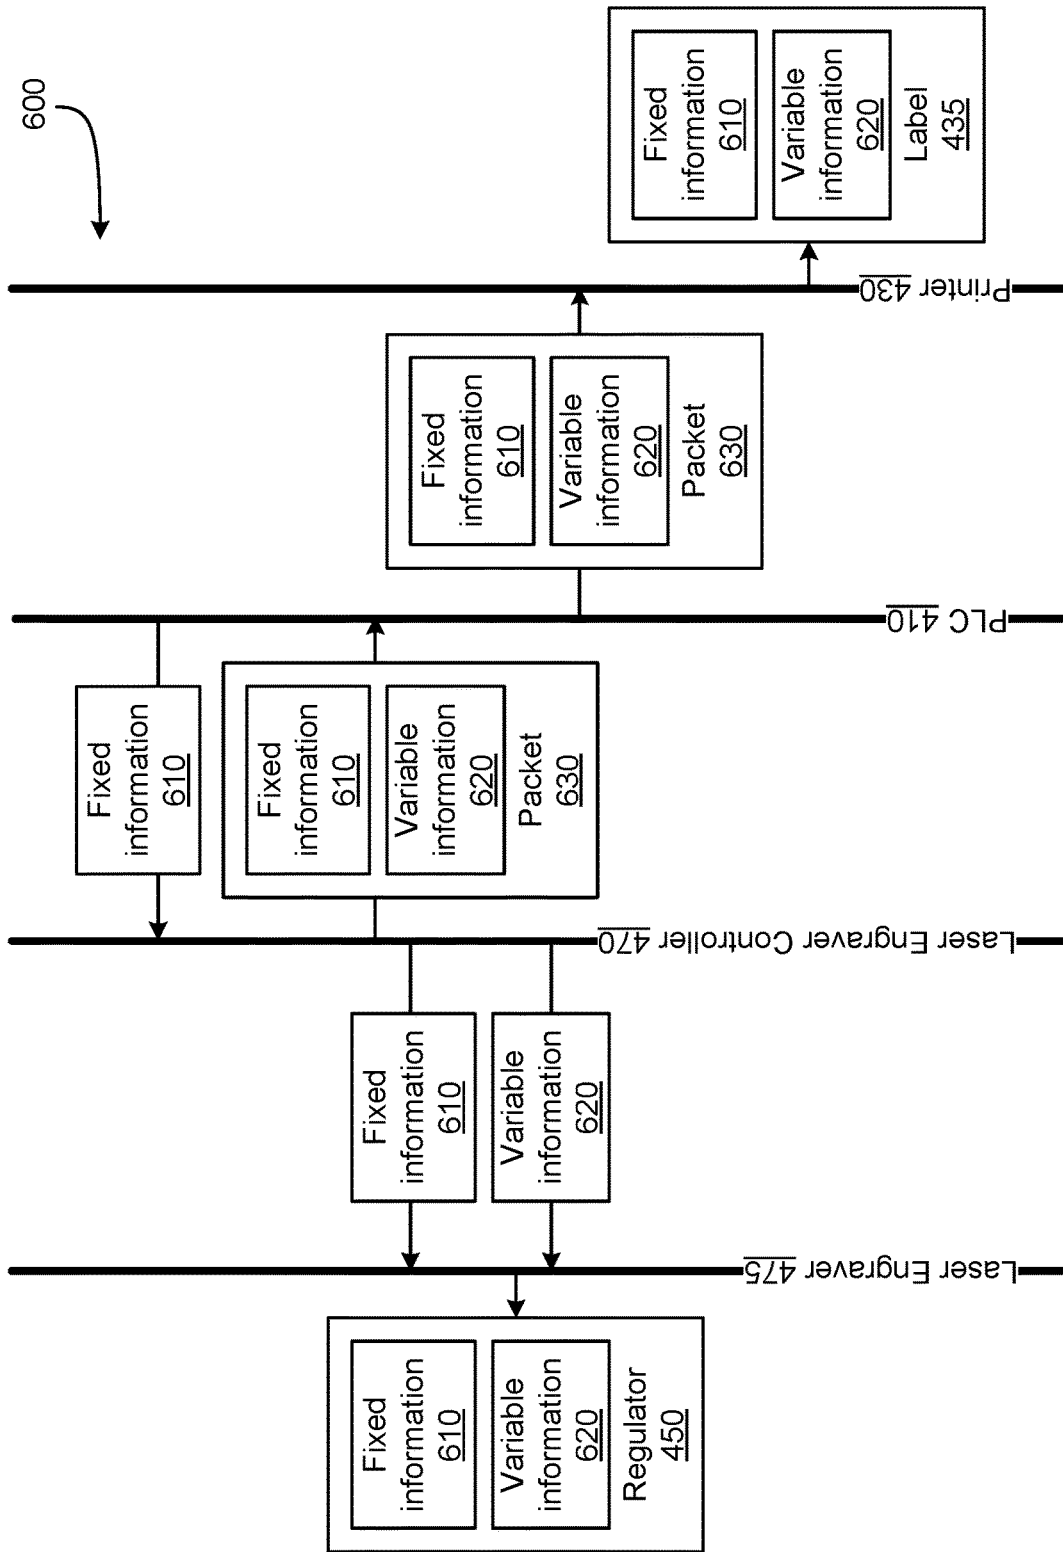 Fixed
information
610
Variable
information
620
Regulator
450
Laser Engraver 475
Fixed
information
610
Variable
information
620
Laser Engraver Controller 470
Fixed
information
610
Fixed
information
610
Variable
information
620
Packet
630
PLC 410
Fixed
information
610
Variable
information
620
Packet
630
Printer 430
Fixed
information
610
Variable
information
620
Label
435
600